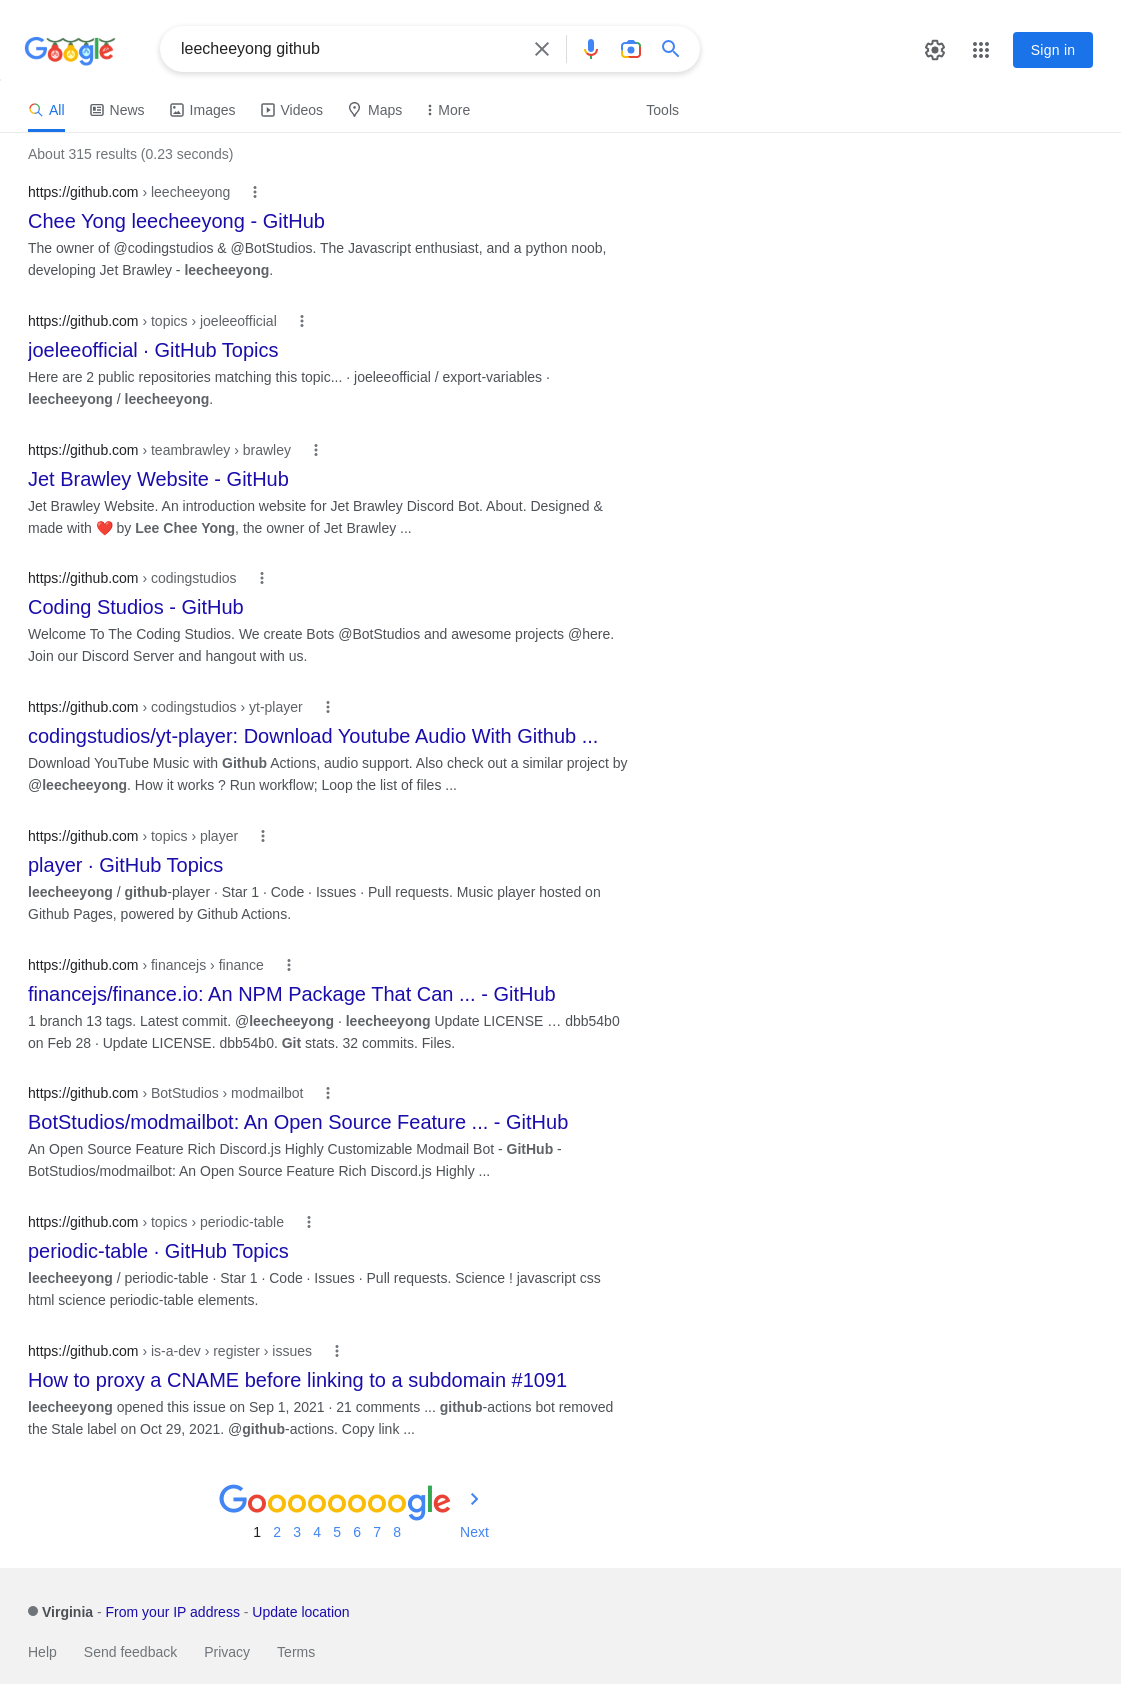 Google
leecheeyong github
Sign in
All News Images Videos Maps More Tools
About 315 results (0.23 seconds)
https://github.com › leecheeyong
Chee Yong leecheeyong - GitHub
The owner of @codingstudios & @BotStudios. The Javascript enthusiast, and a python noob,
developing Jet Brawley - leecheeyong.
https://github.com › topics › joeleeofficial
joeleeofficial · GitHub Topics
Here are 2 public repositories matching this topic... · joeleeofficial / export-variables ·
leecheeyong / leecheeyong.
https://github.com › teambrawley › brawley
Jet Brawley Website - GitHub
Jet Brawley Website. An introduction website for Jet Brawley Discord Bot. About. Designed &
made with ❤️ by Lee Chee Yong, the owner of Jet Brawley ...
https://github.com › codingstudios
Coding Studios - GitHub
Welcome To The Coding Studios. We create Bots @BotStudios and awesome projects @here.
Join our Discord Server and hangout with us.
https://github.com › codingstudios › yt-player
codingstudios/yt-player: Download Youtube Audio With Github ...
Download YouTube Music with Github Actions, audio support. Also check out a similar project by
@leecheeyong. How it works ? Run workflow; Loop the list of files ...
https://github.com › topics › player
player · GitHub Topics
leecheeyong / github-player · Star 1 · Code · Issues · Pull requests. Music player hosted on
Github Pages, powered by Github Actions.
https://github.com › financejs › finance
financejs/finance.io: An NPM Package That Can ... - GitHub
1 branch 13 tags. Latest commit. @leecheeyong · leecheeyong Update LICENSE … dbb54b0
on Feb 28 · Update LICENSE. dbb54b0. Git stats. 32 commits. Files.
https://github.com › BotStudios › modmailbot
BotStudios/modmailbot: An Open Source Feature ... - GitHub
An Open Source Feature Rich Discord.js Highly Customizable Modmail Bot - GitHub -
BotStudios/modmailbot: An Open Source Feature Rich Discord.js Highly ...
https://github.com › topics › periodic-table
periodic-table · GitHub Topics
leecheeyong / periodic-table · Star 1 · Code · Issues · Pull requests. Science ! javascript css
html science periodic-table elements.
https://github.com › is-a-dev › register › issues
How to proxy a CNAME before linking to a subdomain #1091
leecheeyong opened this issue on Sep 1, 2021 · 21 comments ... github-actions bot removed
the Stale label on Oct 29, 2021. @github-actions. Copy link ...
Gooooooooogle
1 2 3 4 5 6 7 8 Next
Virginia - From your IP address - Update location
Help Send feedback Privacy Terms